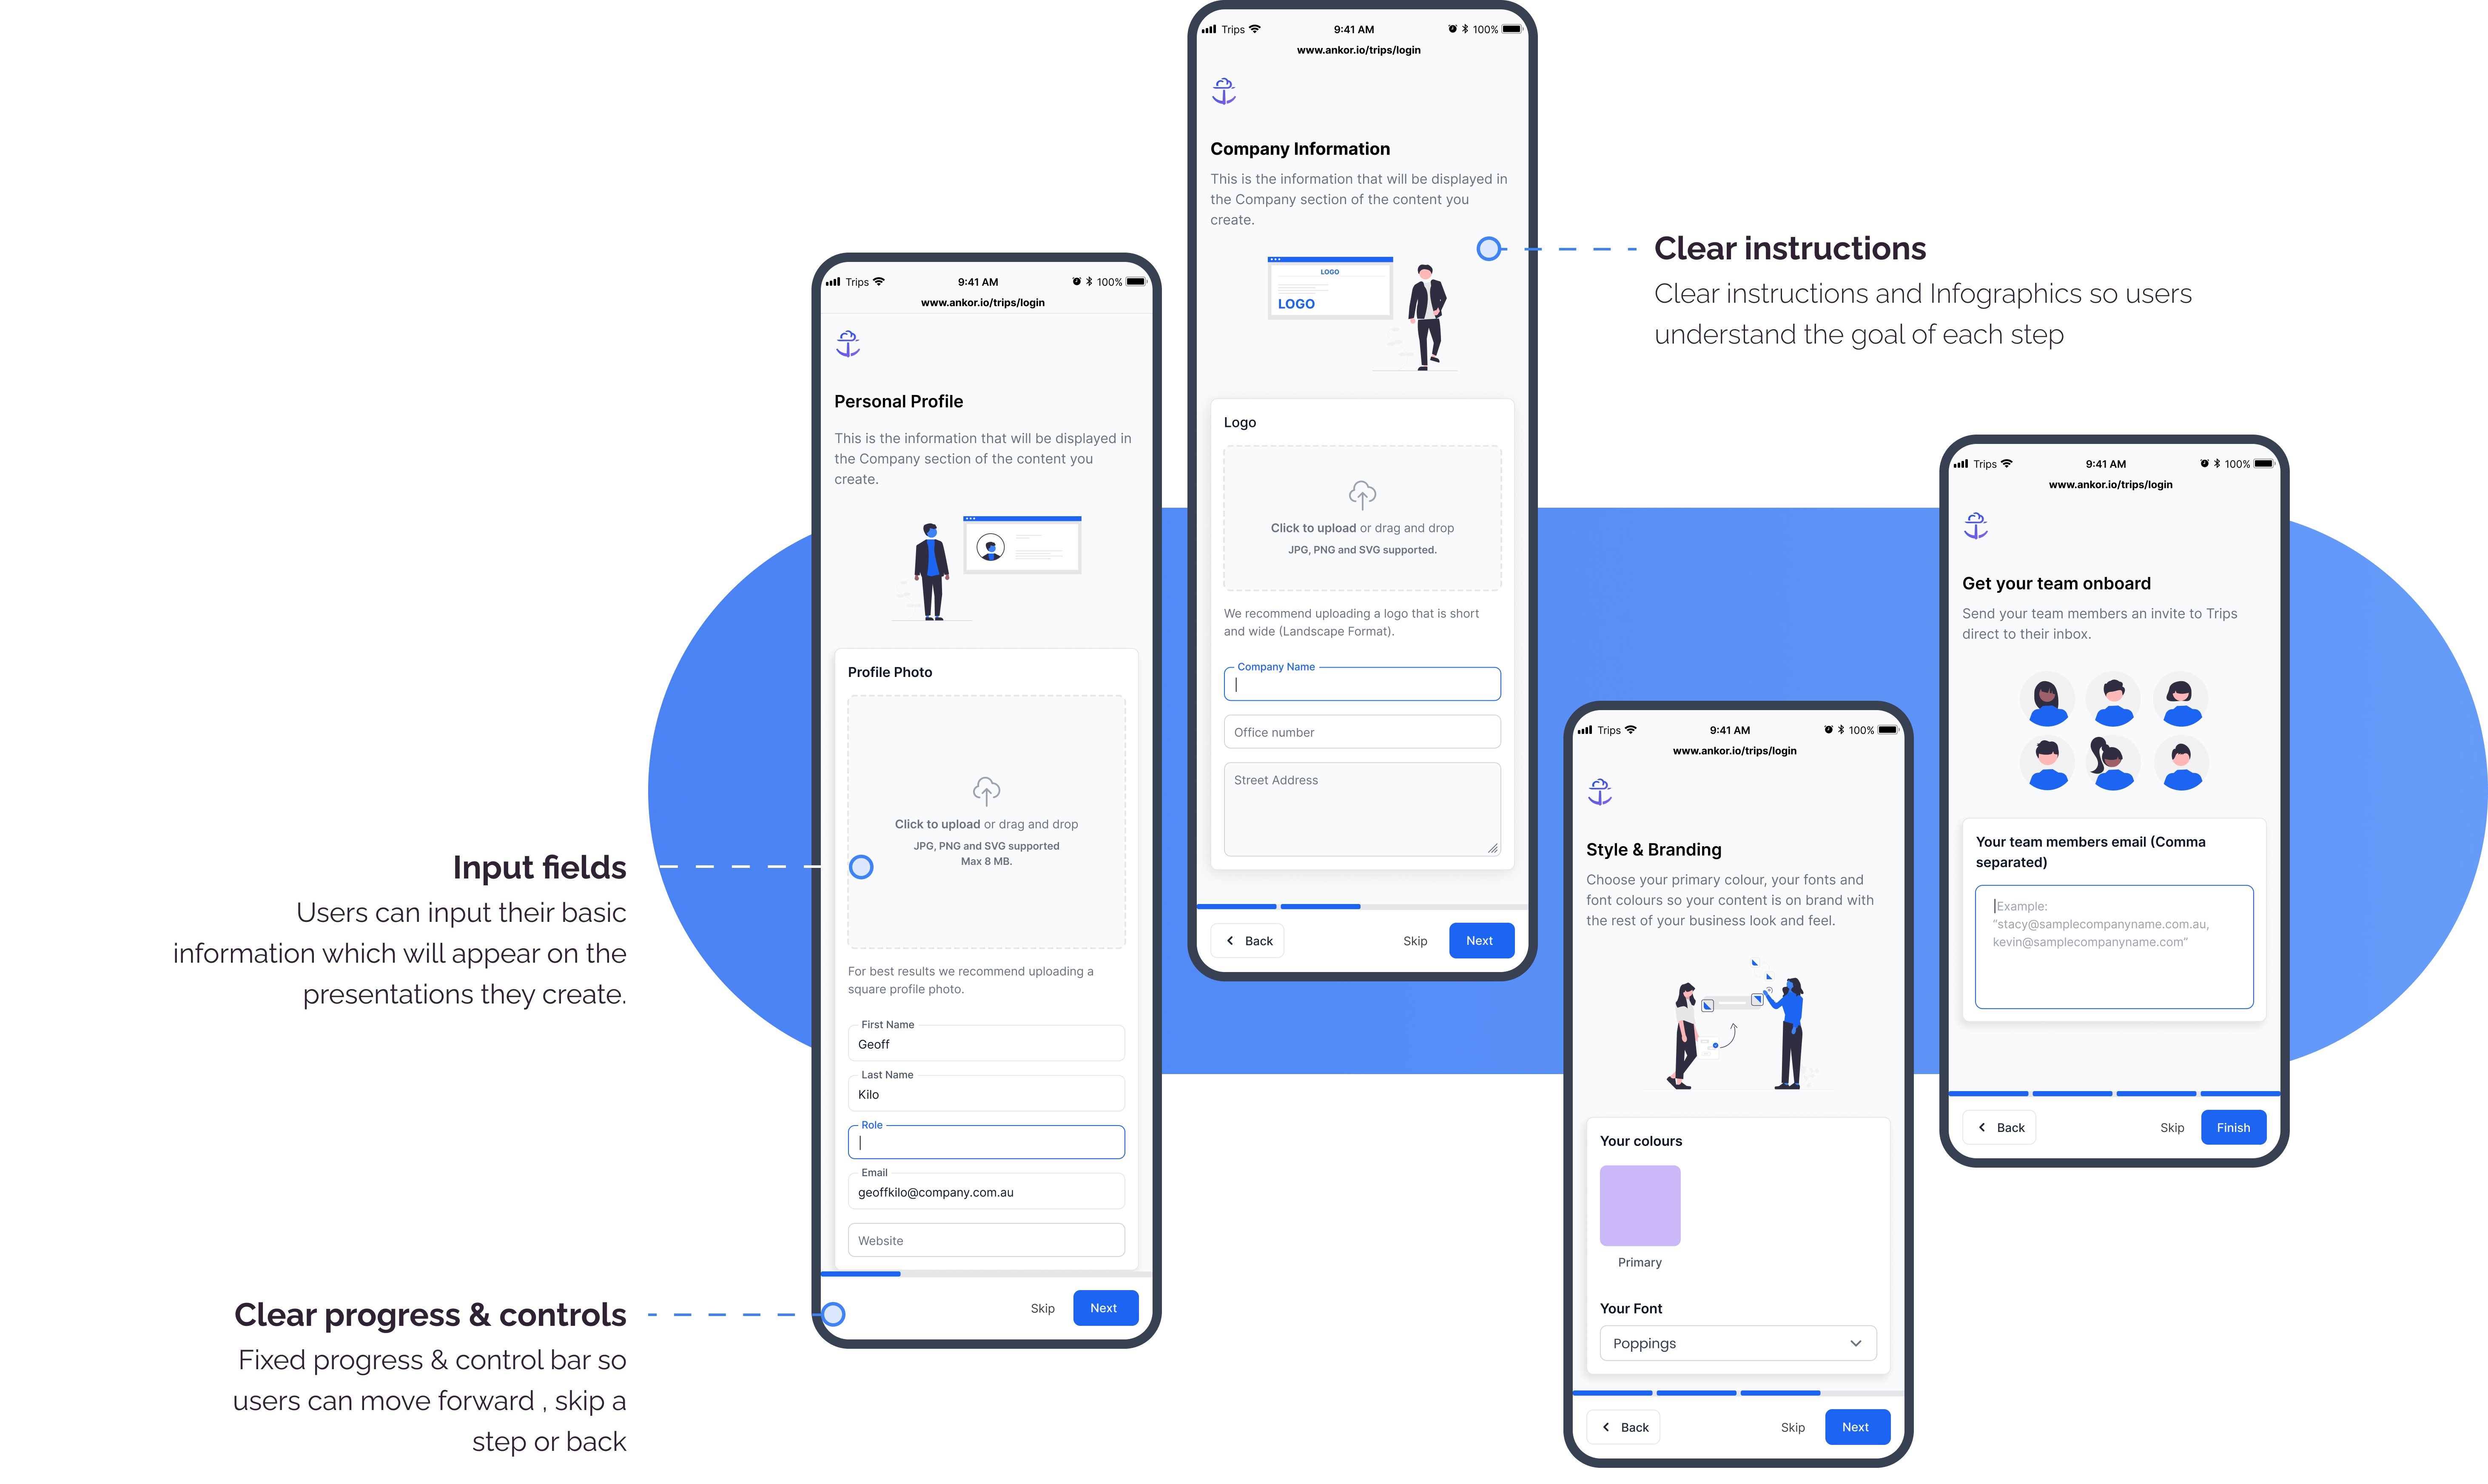 Trips
9:41 AM
100%
www.ankor.io/trips/login
Personal Profile
This is the information that will be displayed in
the Company section of the content you
create.
Profile Photo
Click to upload or drag and drop
JPG, PNG and SVG supported
Max 8 MB.
For best results we recommend uploading a
square profile photo.
First Name
Geoff
Last Name
Kilo
Role
Email
geoffkilo@company.com.au
Website
Skip
Next
Input fields
Users can input their basic
information which will appear on the
presentations they create.
Clear progress & controls
Fixed progress & control bar so
users can move forward , skip a
step or back
Trips
9:41 AM
100%
www.ankor.io/trips/login
Company Information
This is the information that will be displayed in
the Company section of the content you
create.
LOGO
LOGO
Logo
Click to upload or drag and drop
JPG, PNG and SVG supported.
We recommend uploading a logo that is short
and wide (Landscape Format).
Company Name
Office number
Street Address
Back
Skip
Next
Clear instructions
Clear instructions and Infographics so users
understand the goal of each step
Trips
9:41 AM
100%
www.ankor.io/trips/login
Style & Branding
Choose your primary colour, your fonts and
font colours so your content is on brand with
the rest of your business look and feel.
Your colours
Primary
Your Font
Poppings
Back
Skip
Next
Trips
9:41 AM
100%
www.ankor.io/trips/login
Get your team onboard
Send your team members an invite to Trips
direct to their inbox.
Your team members email (Comma
separated)
Example:
"stacy@samplecompanyname.com.au,
kevin@samplecompanyname.com"
Back
Skip
Finish